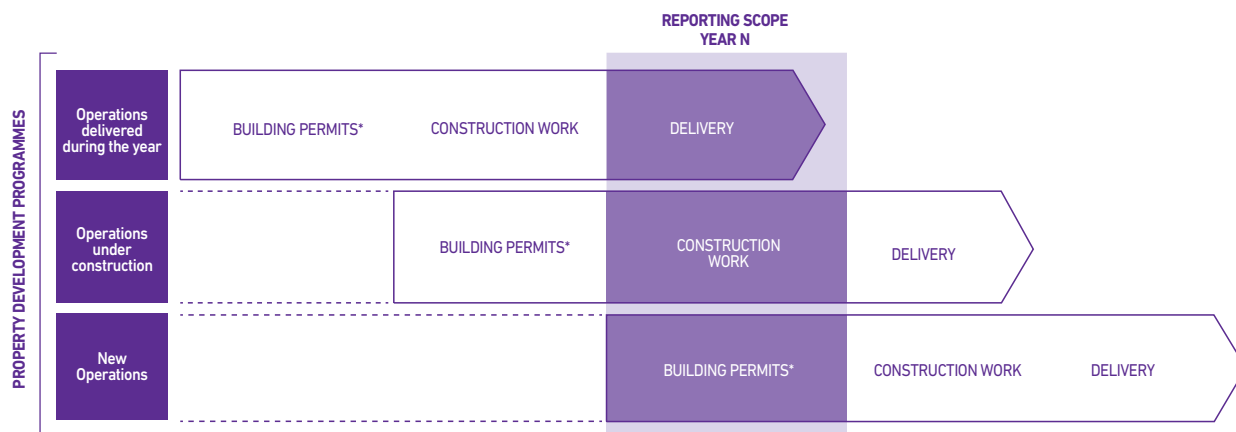 REPORTING SCOPE
YEAR N
PROPERTY DEVELOPMENT PROGRAMMES
Operations
delivered
during the year
BUILDING PERMITS*
CONSTRUCTION WORK
DELIVERY
Operations
under
construction
BUILDING PERMITS*
CONSTRUCTION
WORK
DELIVERY
New
Operations
BUILDING PERMITS*
CONSTRUCTION WORK
DELIVERY